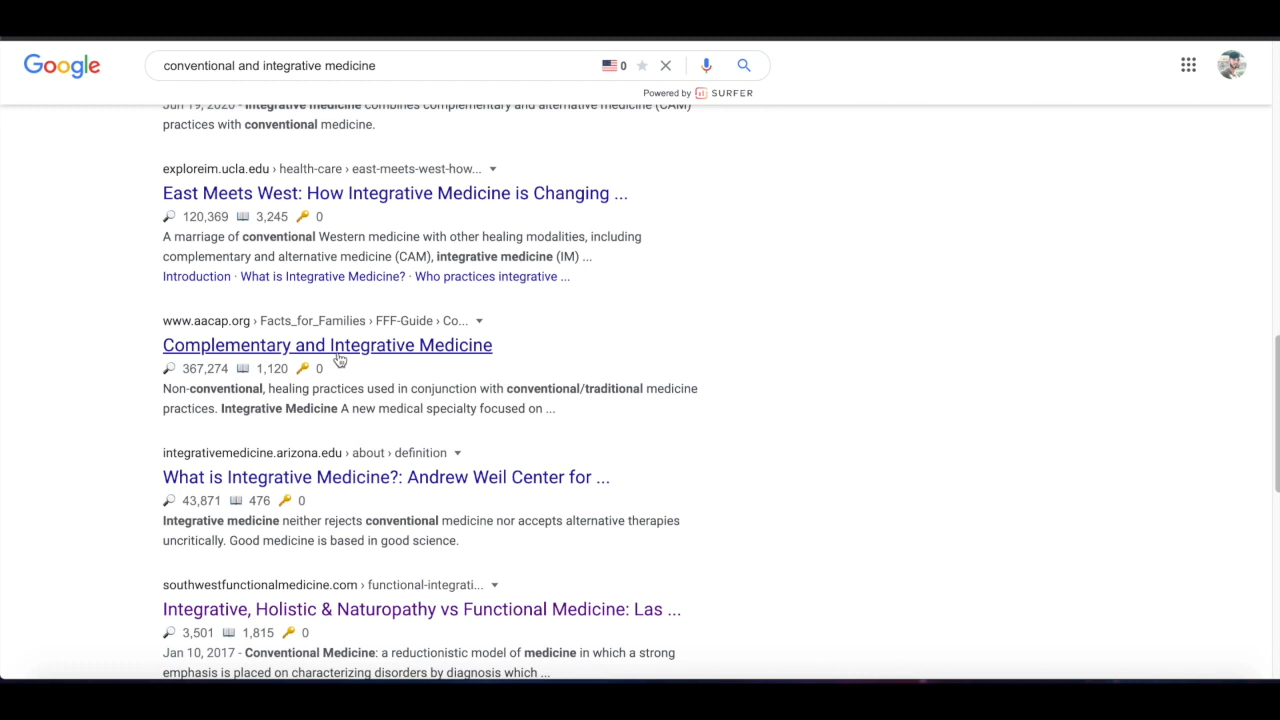 Google
conventional and integrative medicine
0
Powered by SURFER
Jun 19, 2020 - Integrative medicine combines complementary and alternative medicine (CAM)
practices with conventional medicine.
exploreim.ucla.edu › health-care › east-meets-west-how...
East Meets West: How Integrative Medicine is Changing ...
120,369 3,245 0
A marriage of conventional Western medicine with other healing modalities, including
complementary and alternative medicine (CAM), integrative medicine (IM) ...
Introduction · What is Integrative Medicine? · Who practices integrative ...
www.aacap.org › Facts_for_Families › FFF-Guide › Co...
Complementary and Integrative Medicine
367,274 1,120 0
Non-conventional, healing practices used in conjunction with conventional/traditional medicine
practices. Integrative Medicine A new medical specialty focused on ...
integrativemedicine.arizona.edu › about › definition
What is Integrative Medicine?: Andrew Weil Center for ...
43,871 476 0
Integrative medicine neither rejects conventional medicine nor accepts alternative therapies
uncritically. Good medicine is based in good science.
southwestfunctionalmedicine.com › functional-integrati...
Integrative, Holistic & Naturopathy vs Functional Medicine: Las ...
3,501 1,815 0
Jan 10, 2017 - Conventional Medicine: a reductionistic model of medicine in which a strong
emphasis is placed on characterizing disorders by diagnosis which ...